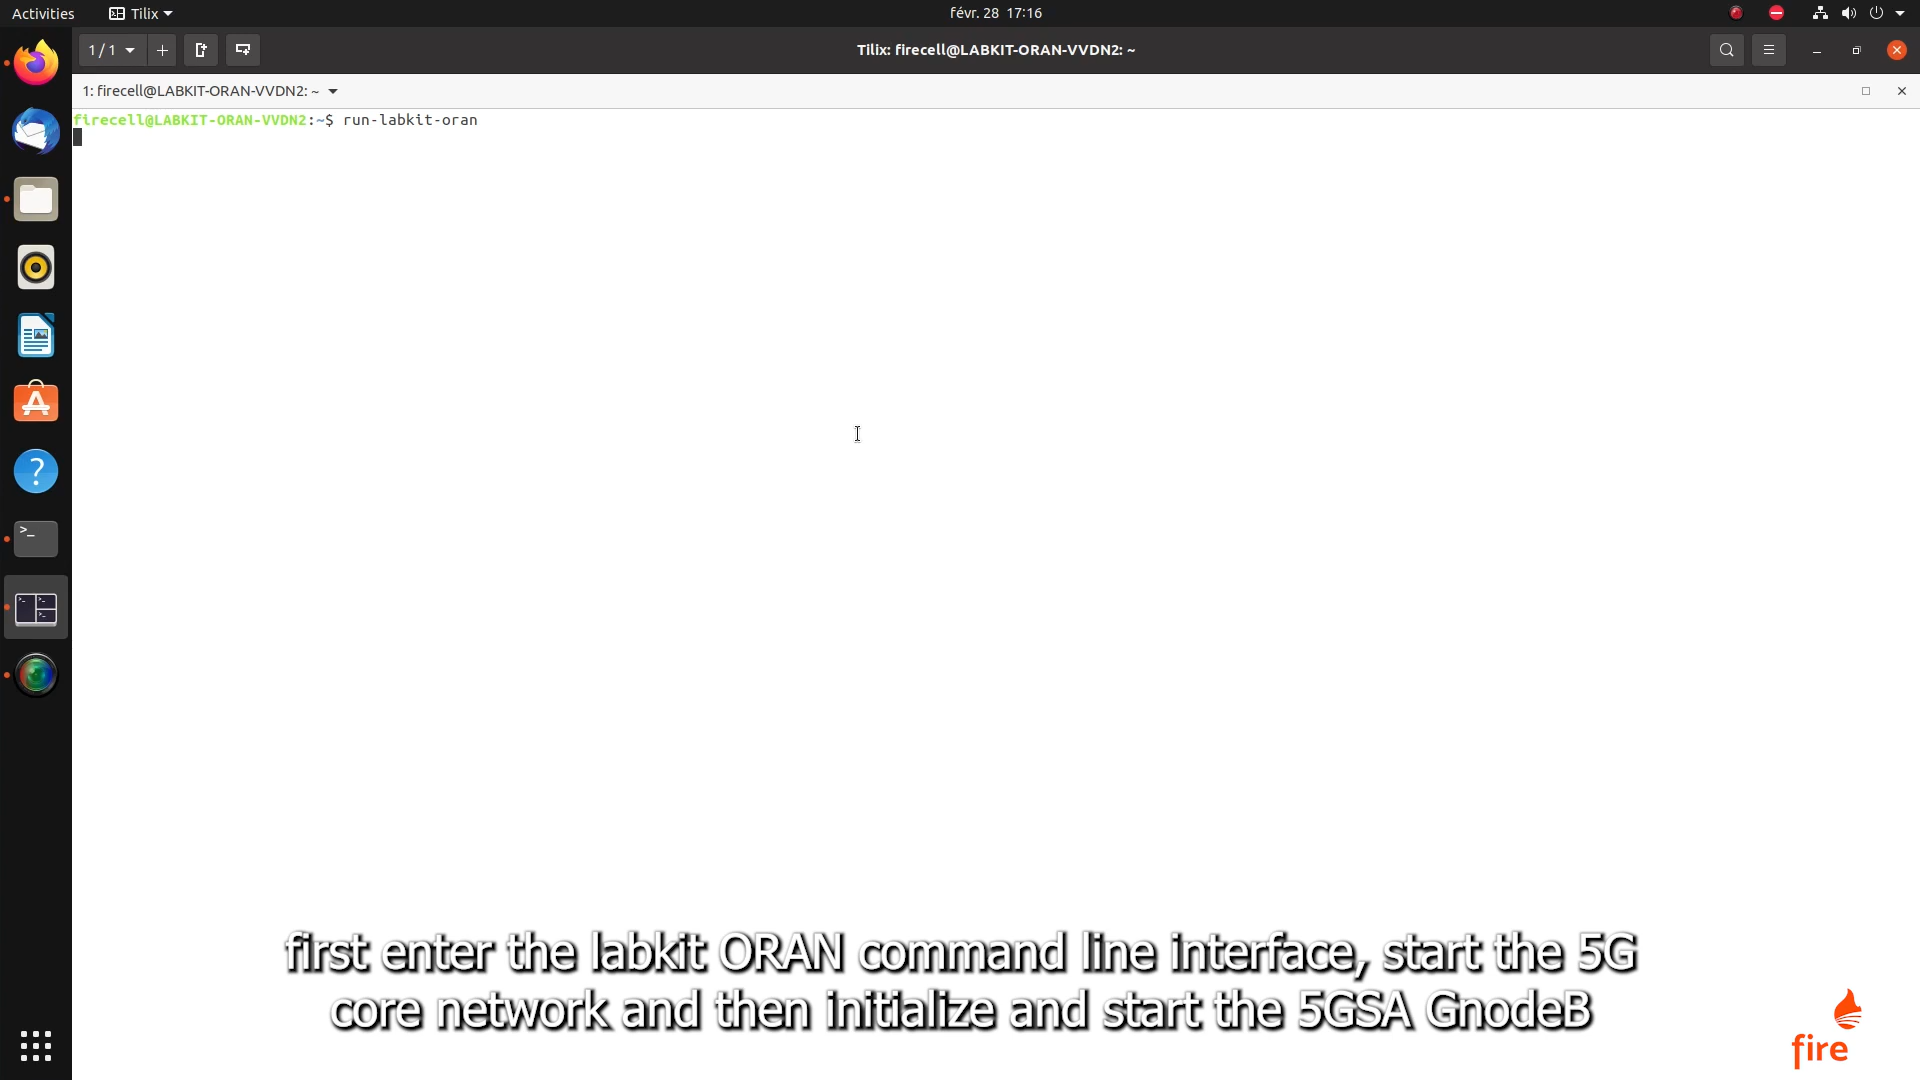 Activities
Tilix
févr. 28 17:16
1 / 1
Tilix: firecell@LABKIT-ORAN-VVDN2: ~
1: firecell@LABKIT-ORAN-VVDN2: ~
firecell@LABKIT-ORAN-VVDN2:~$ run-labkit-oran
first enter the labkit ORAN command line interface, start the 5G
core network and then initialize and start the 5GSA GnodeB
fire